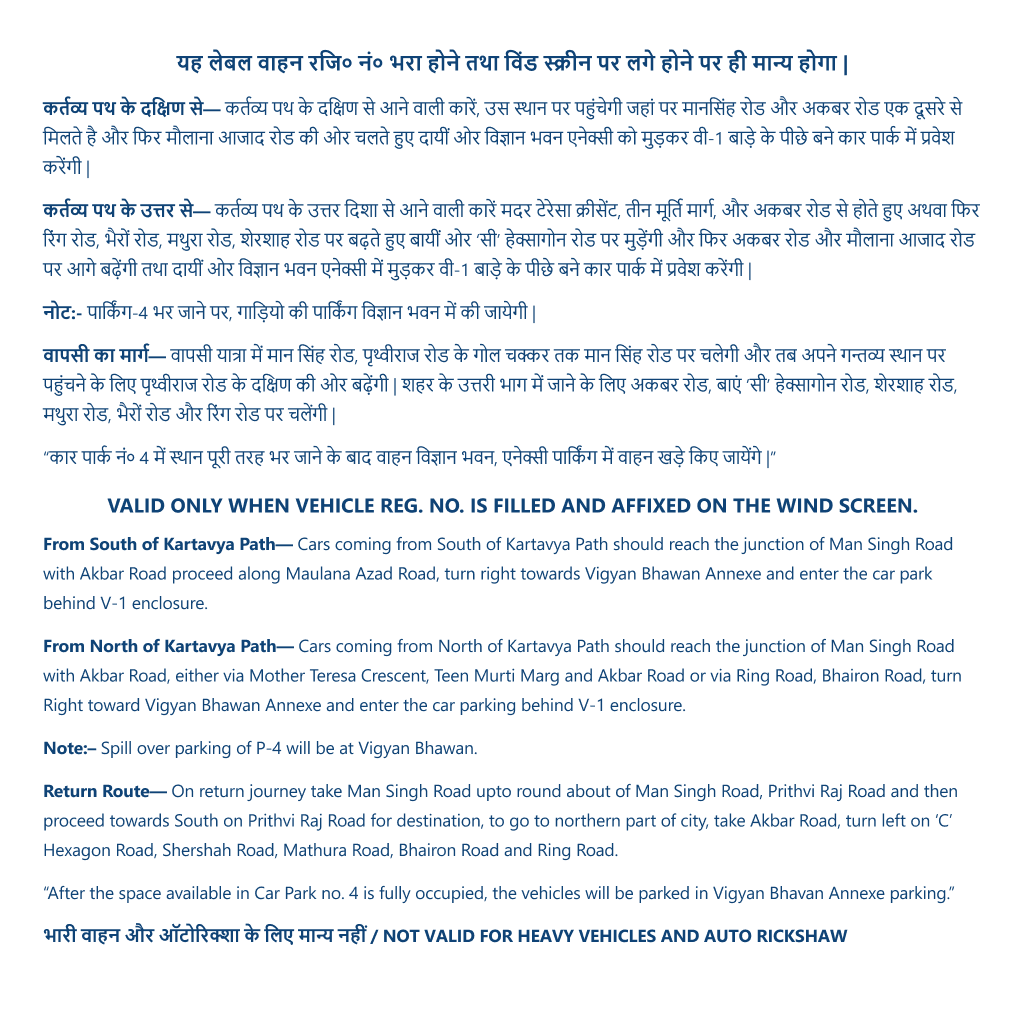 यह लेबल वाहन रजि० नं० भरा होने तथा विंड स्क्रीन पर लगे होने पर ही मान्य होगा |
कर्तव्य पथ के दक्षिण से— कर्तव्य पथ के दक्षिण से आने वाली कारें, उस स्थान पर पहुंचेगी जहां पर मानसिंह रोड और अकबर रोड एक दूसरे से
मिलते है और फिर मौलाना आजाद रोड की ओर चलते हुए दायीं ओर विज्ञान भवन एनेक्सी को मुड़कर वी-1 बाड़े के पीछे बने कार पार्क में प्रवेश
करेंगी |
कर्तव्य पथ के उत्तर से— कर्तव्य पथ के उत्तर दिशा से आने वाली कारें मदर टेरेसा क्रीसेंट, तीन मूर्ति मार्ग, और अकबर रोड से होते हुए अथवा फिर
रिंग रोड, भैरों रोड, मथुरा रोड, शेरशाह रोड पर बढ़ते हुए बायीं ओर ‘सी’ हेक्सागोन रोड पर मुड़ेंगी और फिर अकबर रोड और मौलाना आजाद रोड
पर आगे बढ़ेंगी तथा दायीं ओर विज्ञान भवन एनेक्सी में मुड़कर वी-1 बाड़े के पीछे बने कार पार्क में प्रवेश करेंगी |
नोट:- पार्किंग-4 भर जाने पर, गाड़ियो की पार्किंग विज्ञान भवन में की जायेगी |
वापसी का मार्ग— वापसी यात्रा में मान सिंह रोड, पृथ्वीराज रोड के गोल चक्कर तक मान सिंह रोड पर चलेगी और तब अपने गन्तव्य स्थान पर
पहुंचने के लिए पृथ्वीराज रोड के दक्षिण की ओर बढ़ेंगी | शहर के उत्तरी भाग में जाने के लिए अकबर रोड, बाएं ‘सी’ हेक्सागोन रोड, शेरशाह रोड,
मथुरा रोड, भैरों रोड और रिंग रोड पर चलेंगी |
“कार पार्क नं० 4 में स्थान पूरी तरह भर जाने के बाद वाहन विज्ञान भवन, एनेक्सी पार्किंग में वाहन खड़े किए जायेंगे |”
VALID ONLY WHEN VEHICLE REG. NO. IS FILLED AND AFFIXED ON THE WIND SCREEN.
From South of Kartavya Path— Cars coming from South of Kartavya Path should reach the junction of Man Singh Road
with Akbar Road proceed along Maulana Azad Road, turn right towards Vigyan Bhawan Annexe and enter the car park
behind V-1 enclosure.
From North of Kartavya Path— Cars coming from North of Kartavya Path should reach the junction of Man Singh Road
with Akbar Road, either via Mother Teresa Crescent, Teen Murti Marg and Akbar Road or via Ring Road, Bhairon Road, turn
Right toward Vigyan Bhawan Annexe and enter the car parking behind V-1 enclosure.
Note:– Spill over parking of P-4 will be at Vigyan Bhawan.
Return Route— On return journey take Man Singh Road upto round about of Man Singh Road, Prithvi Raj Road and then
proceed towards South on Prithvi Raj Road for destination, to go to northern part of city, take Akbar Road, turn left on ‘C’
Hexagon Road, Shershah Road, Mathura Road, Bhairon Road and Ring Road.
“After the space available in Car Park no. 4 is fully occupied, the vehicles will be parked in Vigyan Bhavan Annexe parking.”
भारी वाहन और ऑटोरिक्शा के लिए मान्य नहीं / NOT VALID FOR HEAVY VEHICLES AND AUTO RICKSHAW